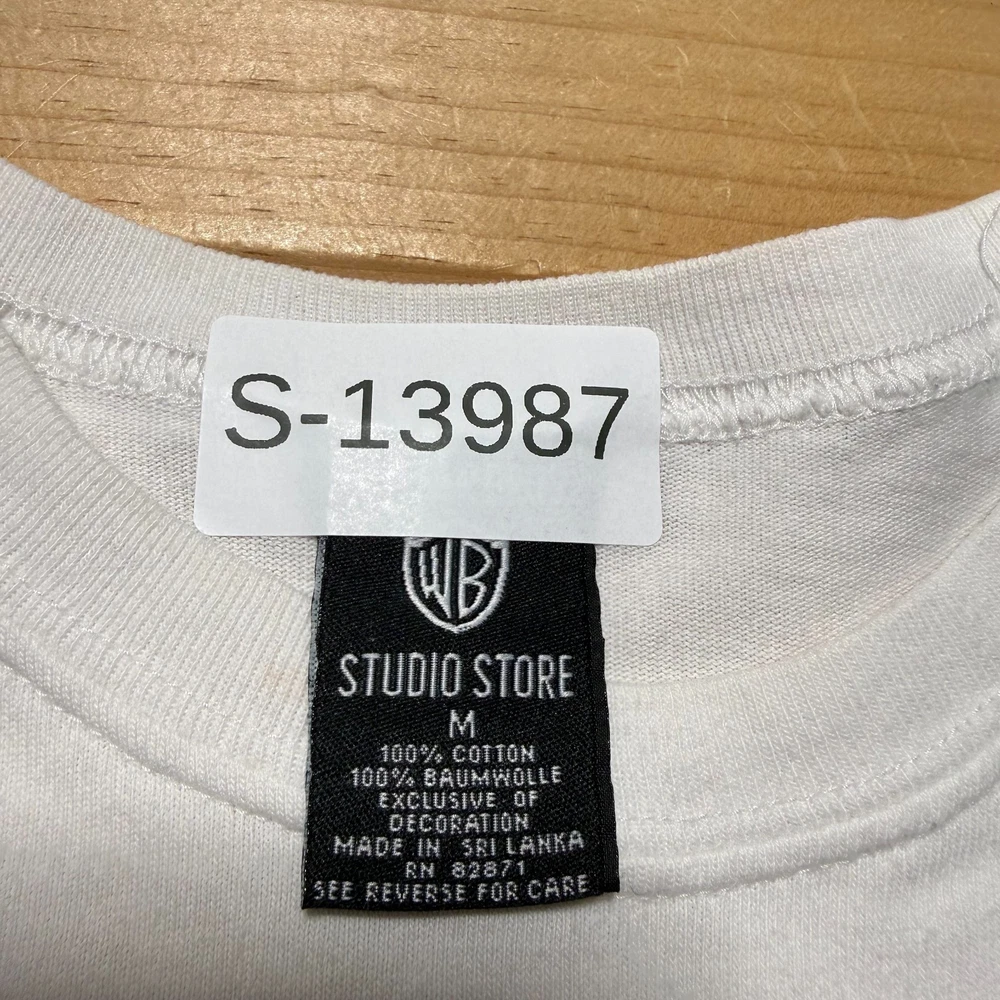 S-13987
WB
STUDIO STORE
M
100% COTTON
100% BAUMWOLLE
EXCLUSIVE OF
DECORATION
MADE IN SRI LANKA
RN 82871
SEE REVERSE FOR CARE